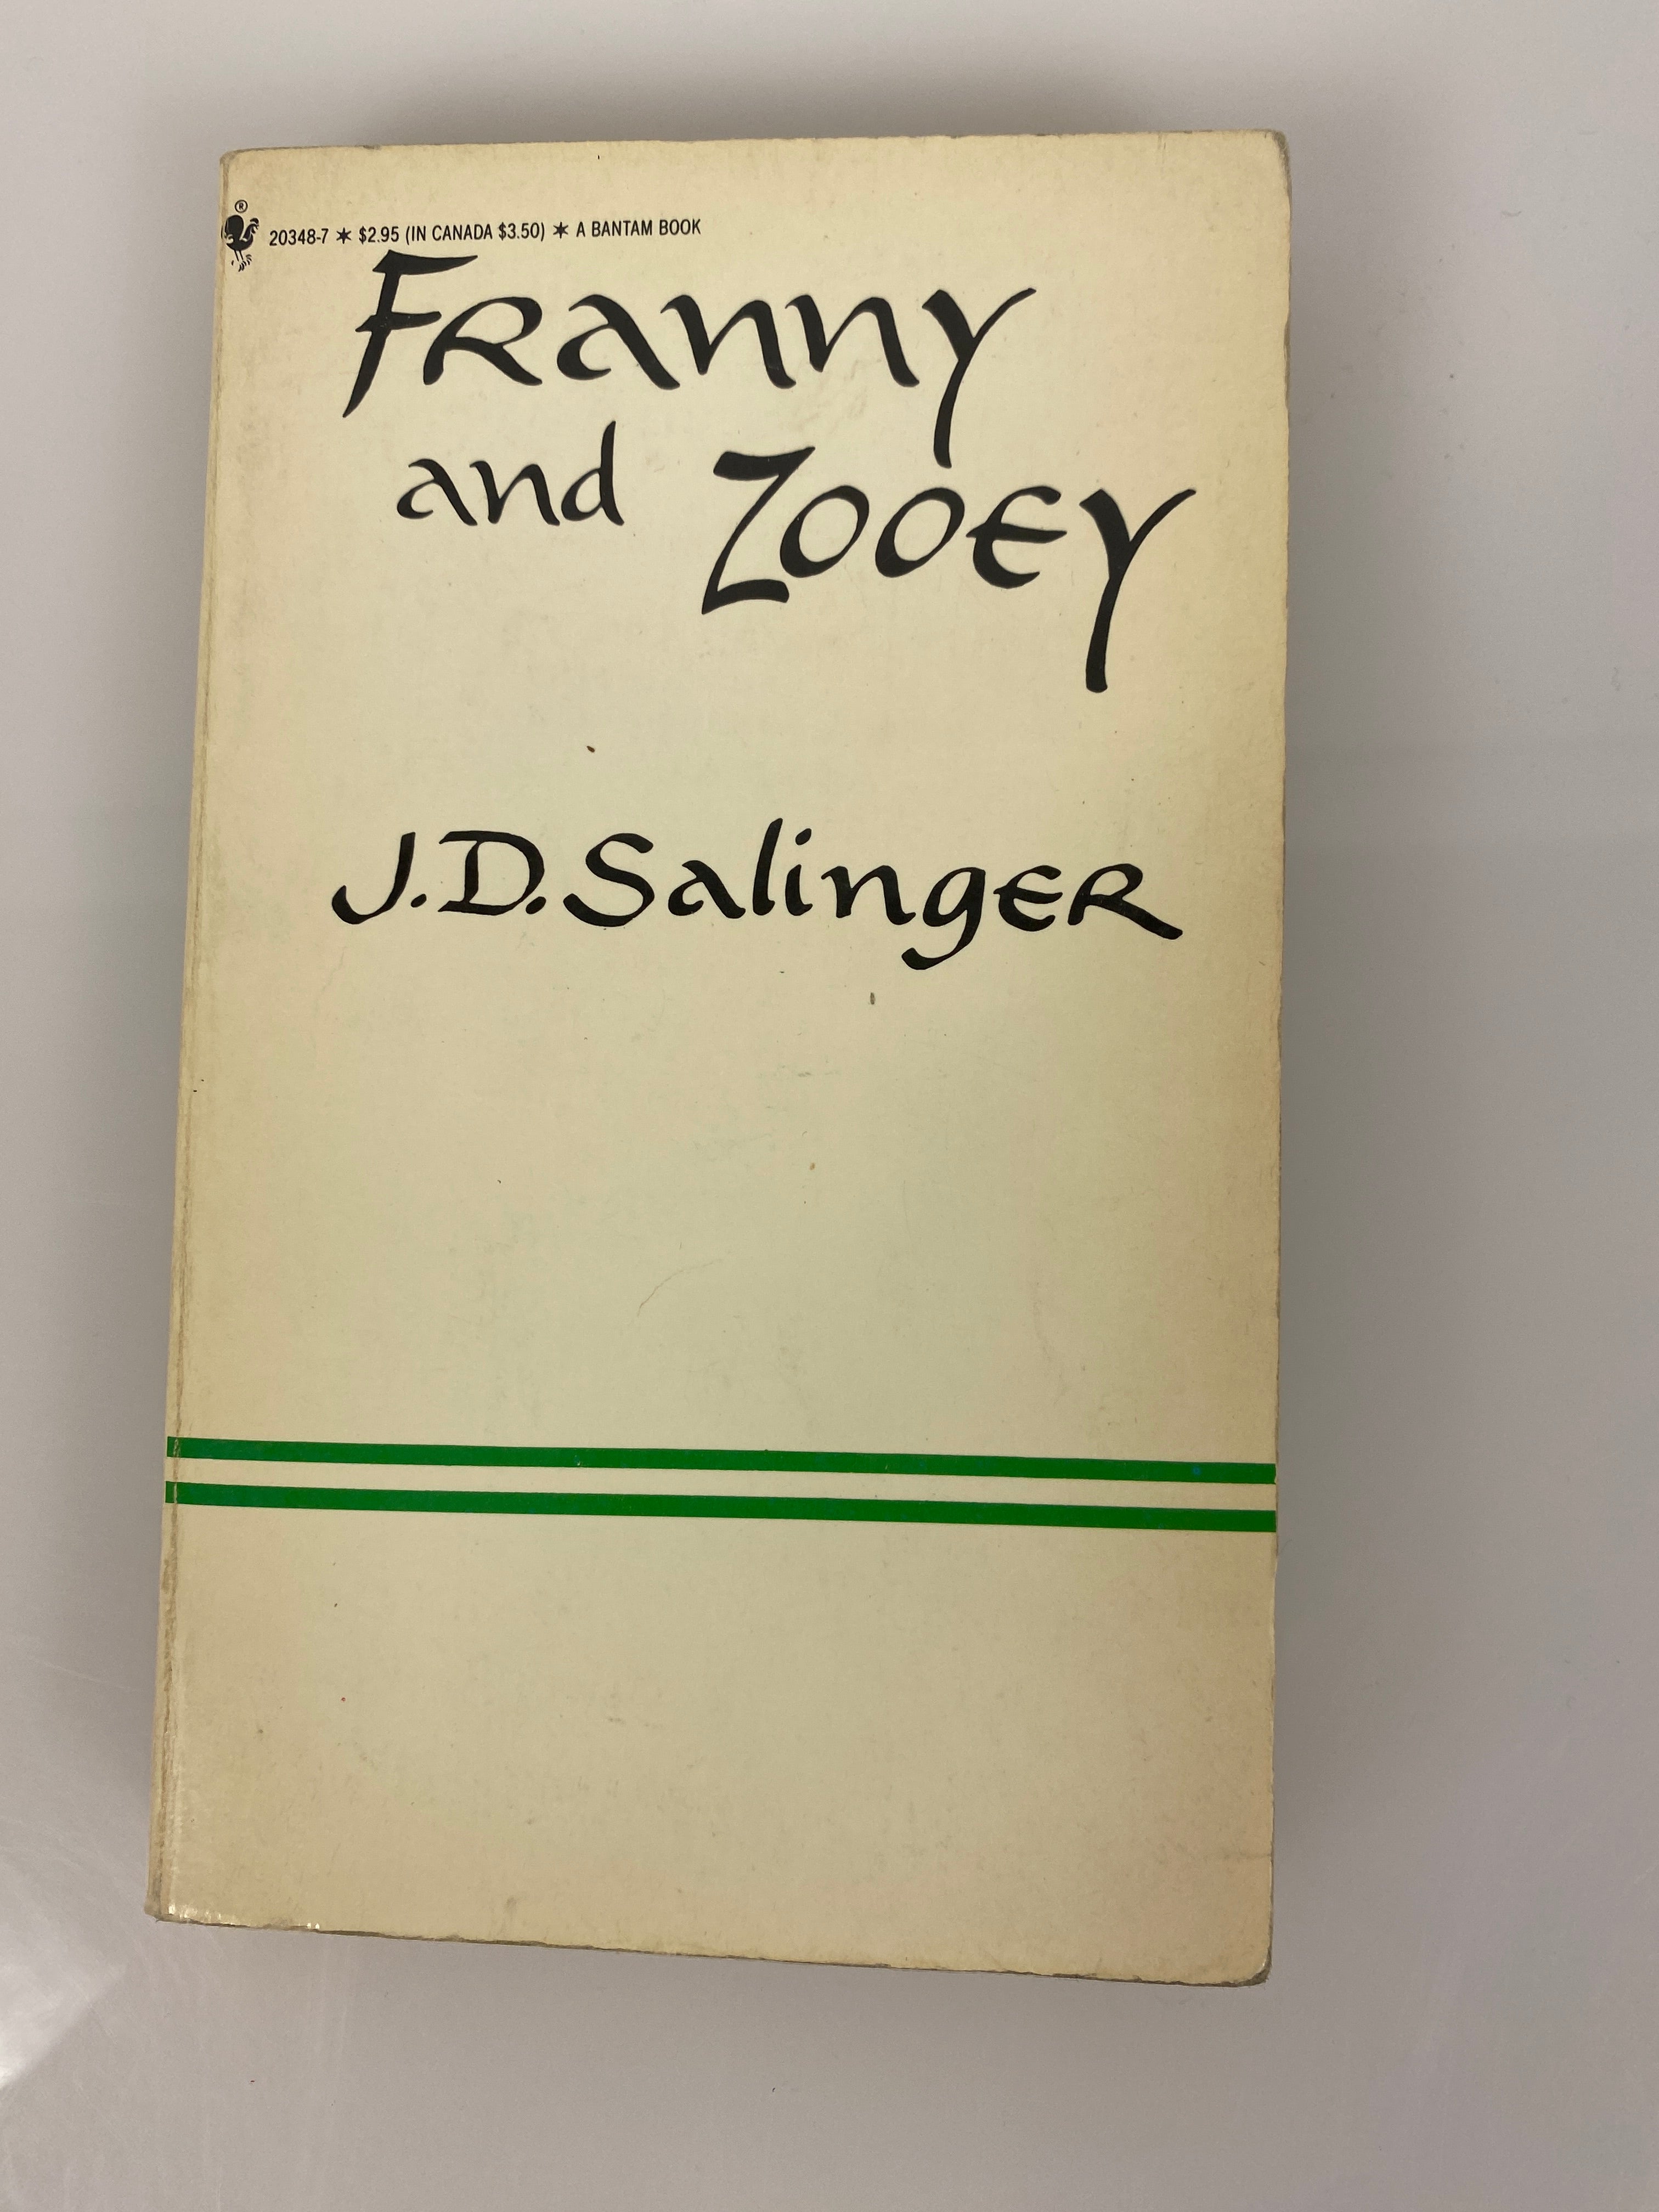 ® 20348-7 ✶ $2.95 (IN CANADA $3.50) ✶ A BANTAM BOOK
Franny
and Zooey
J.D. Salinger